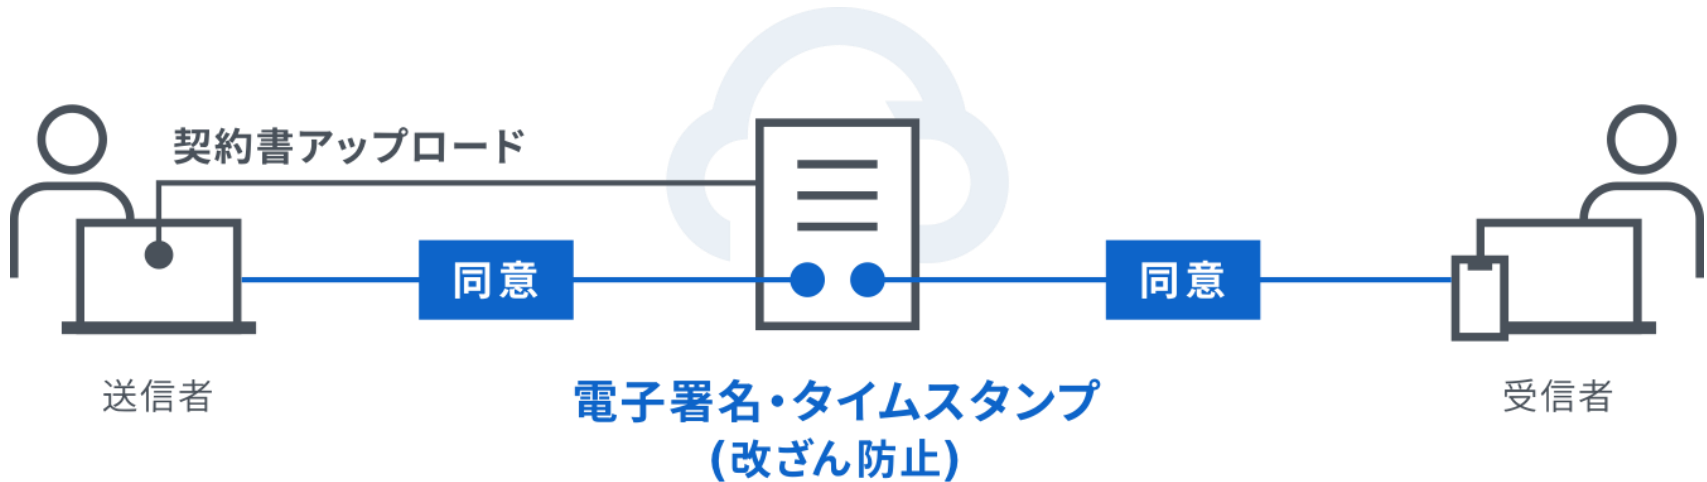 契約書アップロード
同意
同意
送信者
電子署名・タイムスタンプ
(改ざん防止)
受信者